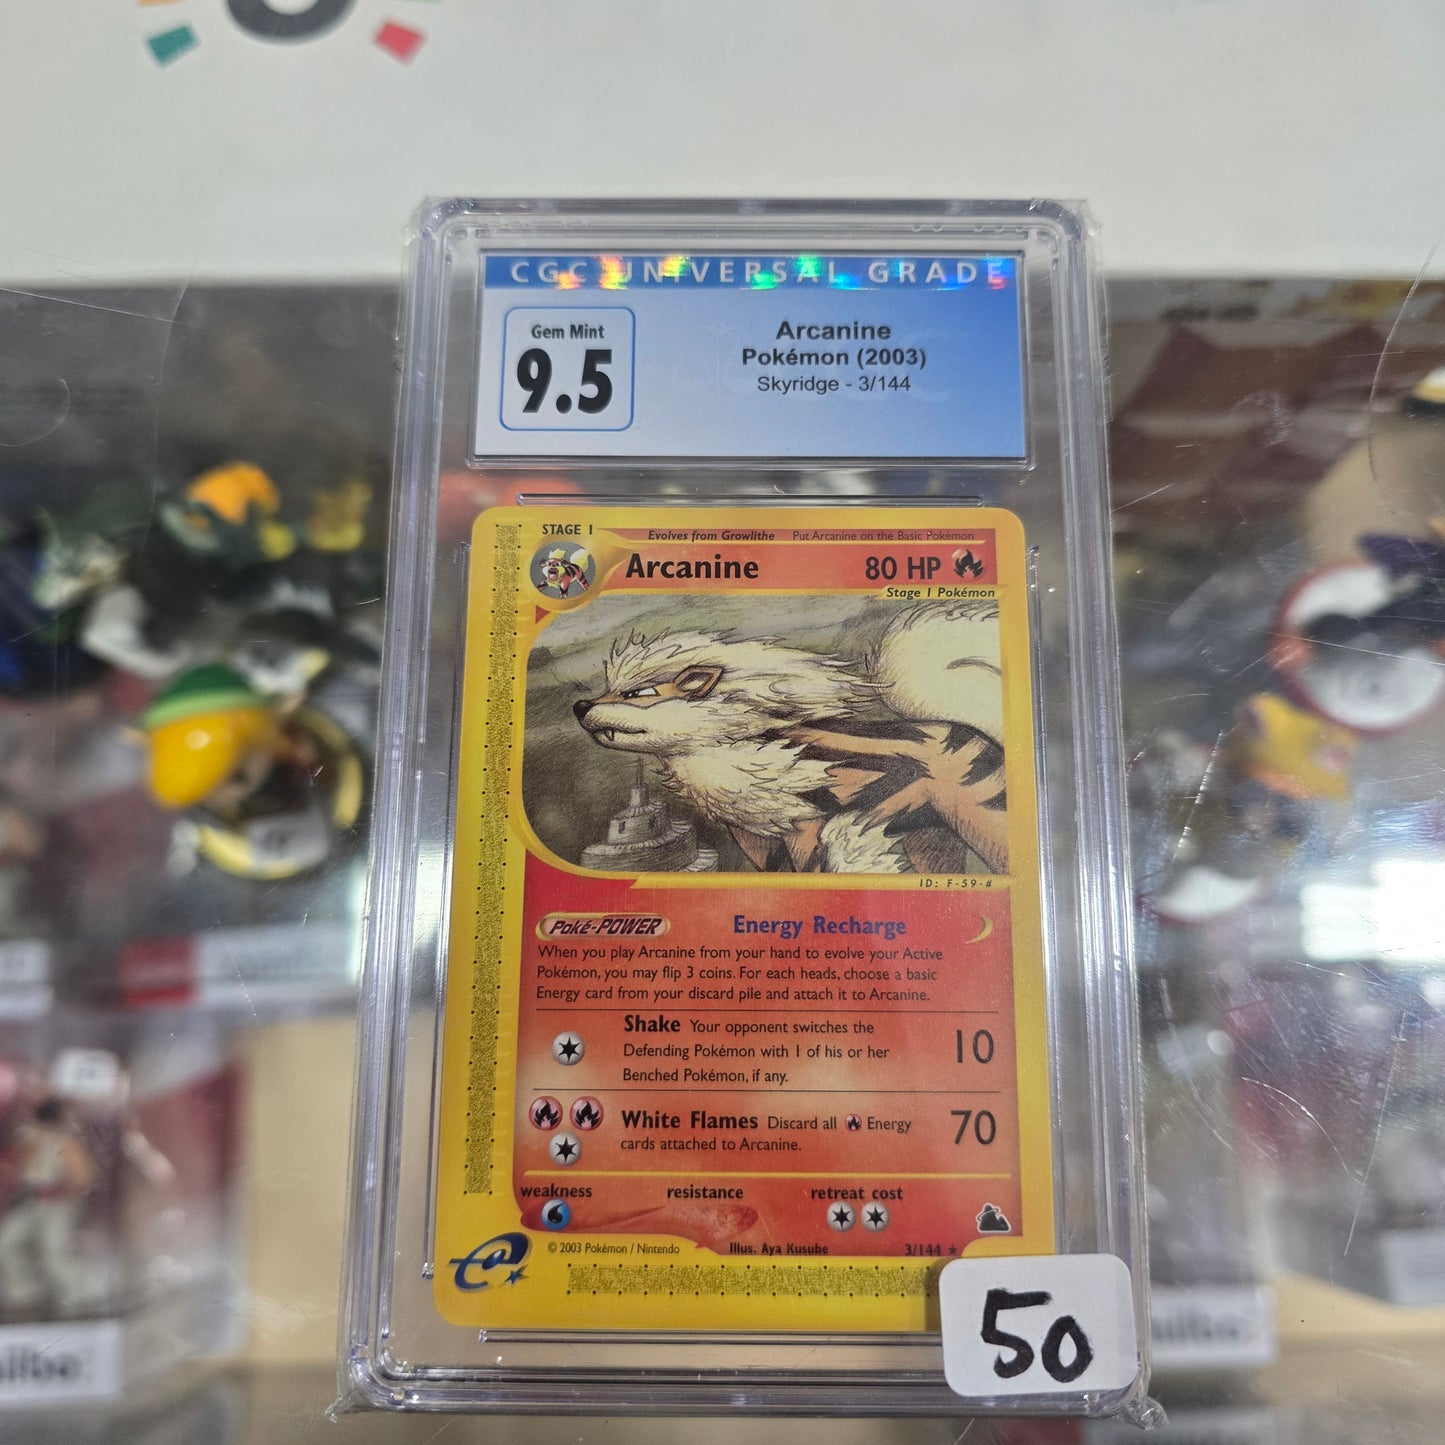 CGC UNIVERSAL GRADE
Gem Mint
9.5
Arcanine
Pokémon (2003)
Skyridge - 3/144
STAGE 1
Evolves from Growlithe Put Arcanine on the Basic Pokémon
Arcanine 80 HP
Stage 1 Pokémon
ID: F-59-#
Poké-POWER Energy Recharge
When you play Arcanine from your hand to evolve your Active
Pokémon, you may flip 3 coins. For each heads, choose a basic
Energy card from your discard pile and attach it to Arcanine.
Shake Your opponent switches the
Defending Pokémon with 1 of his or her
Benched Pokémon, if any.
10
White Flames Discard all Energy
cards attached to Arcanine.
70
weakness resistance retreat cost
© 2003 Pokémon / Nintendo Illus. Aya Kusube 3/144
50